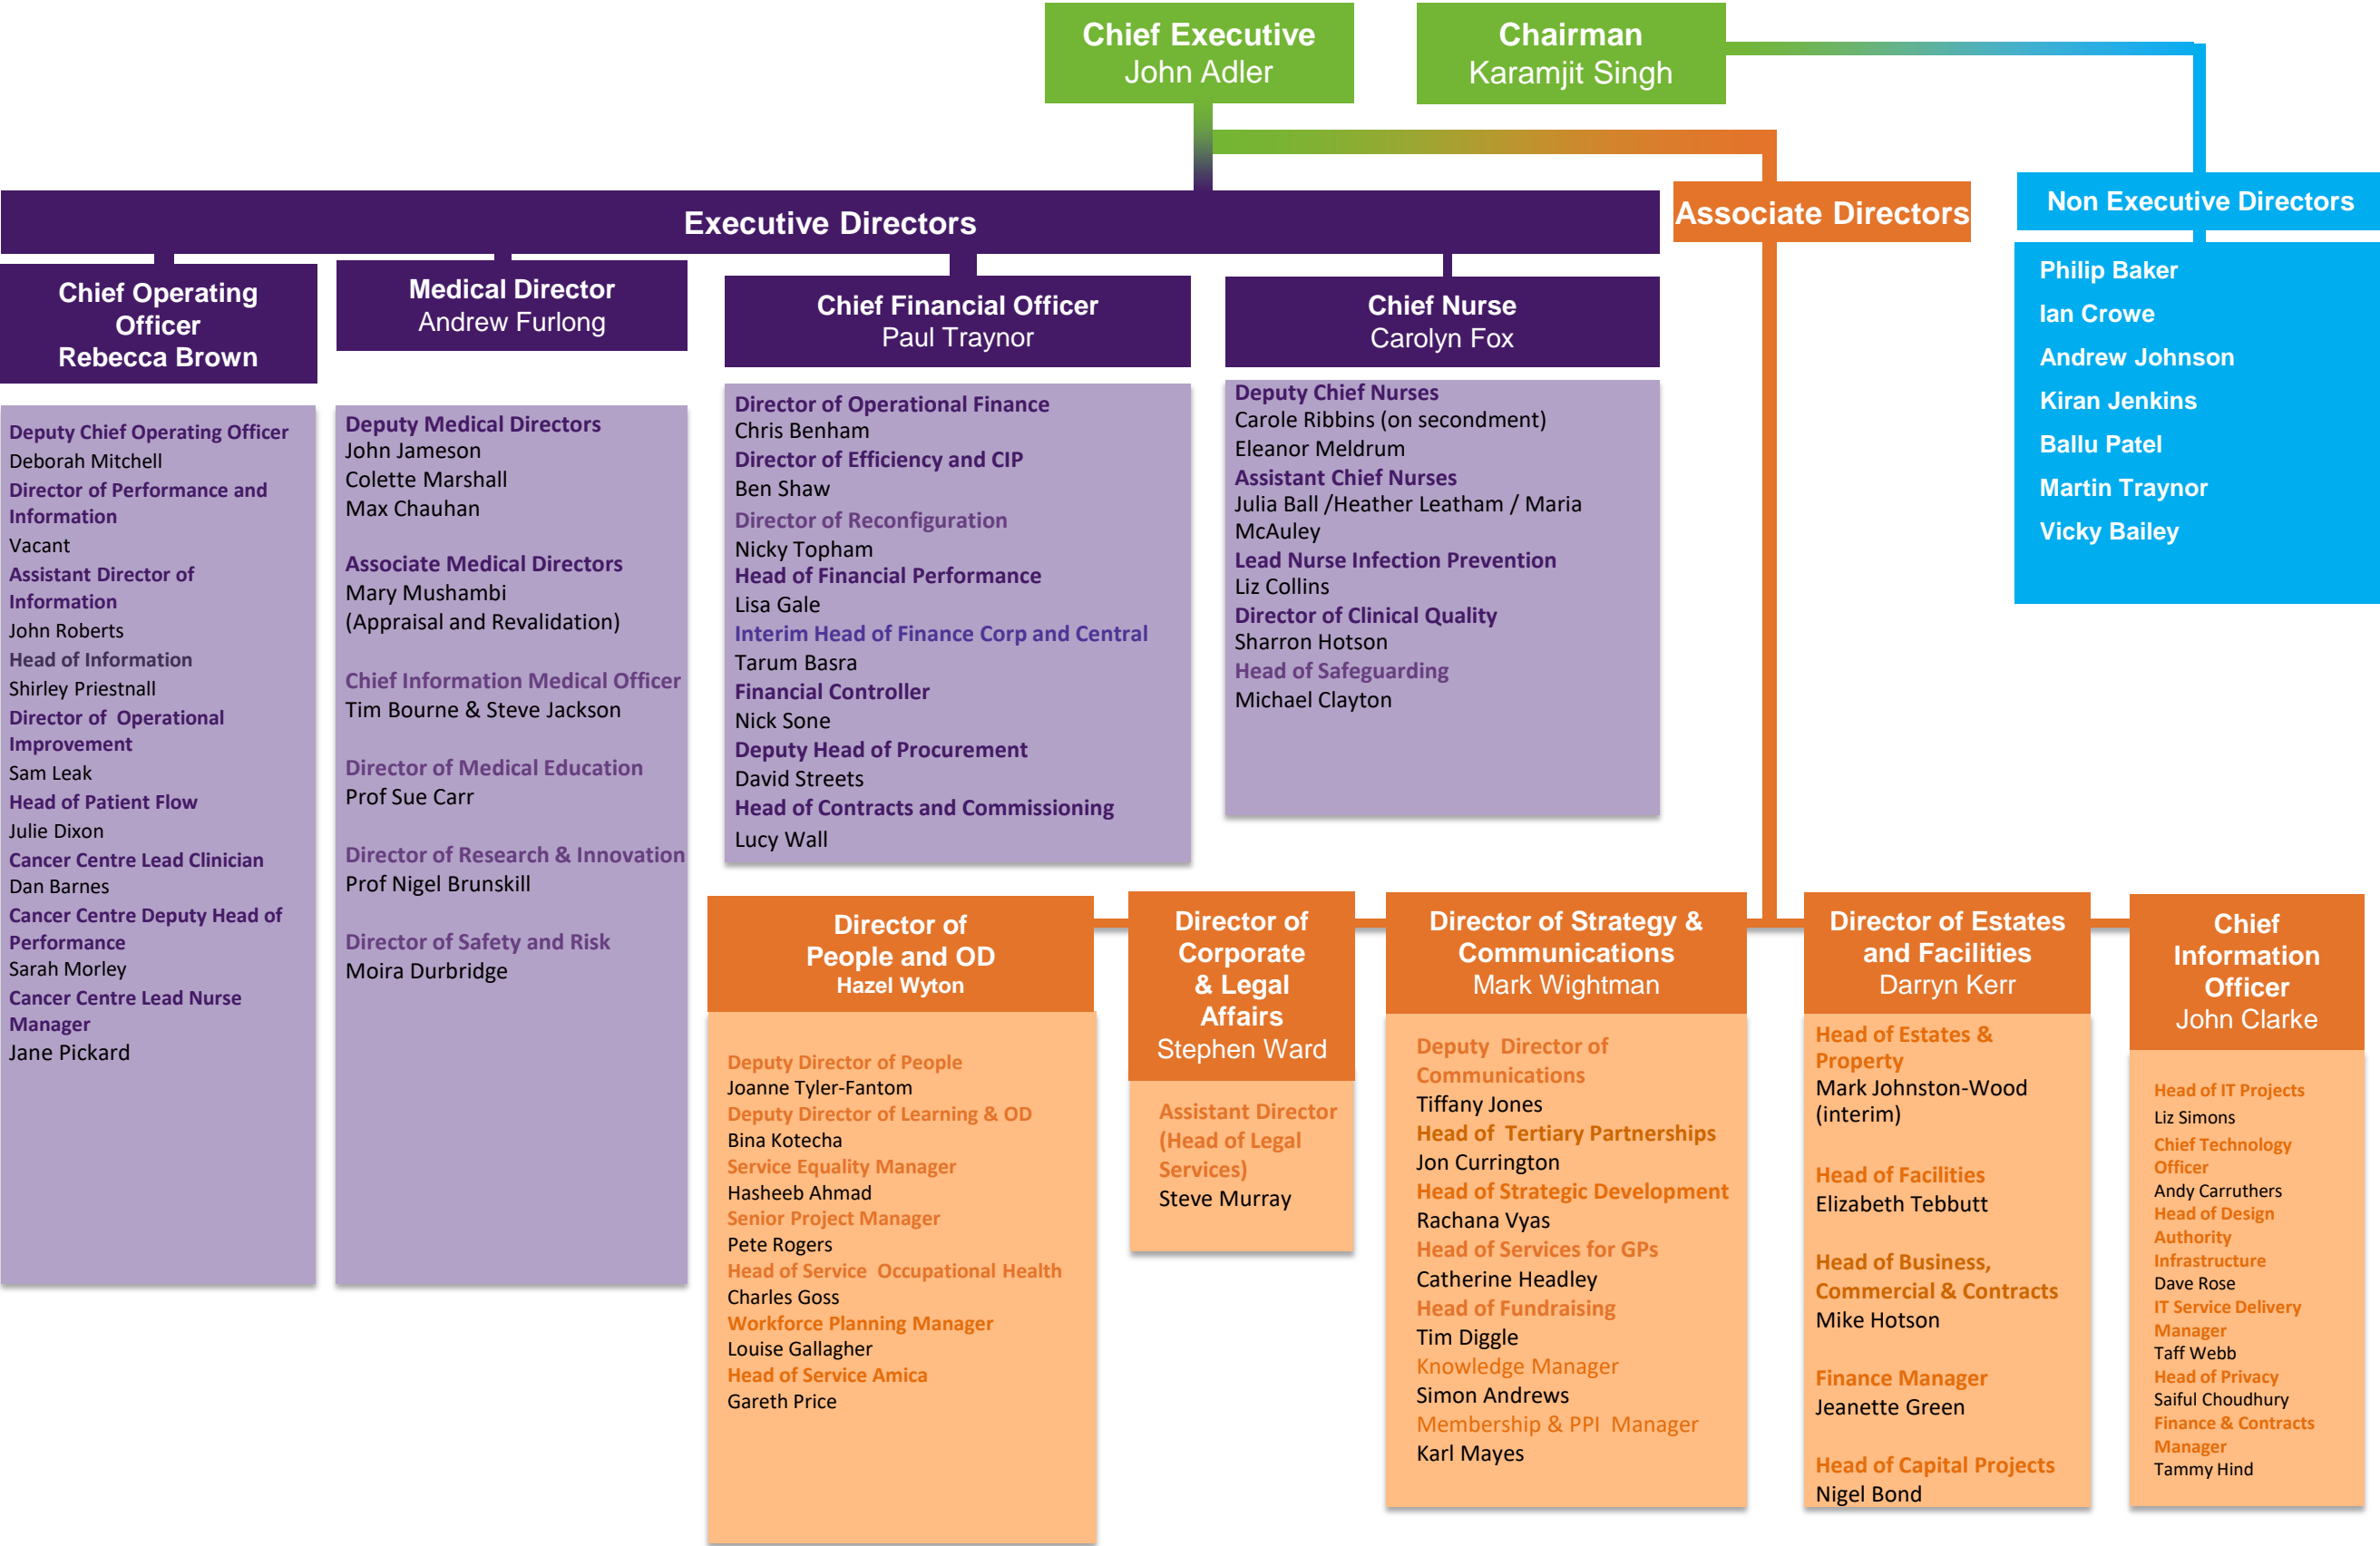 Chief Executive
John Adler
Chairman
Karamjit Singh
Executive Directors
Associate Directors
Non Executive Directors
Philip Baker
Ian Crowe
Andrew Johnson
Kiran Jenkins
Ballu Patel
Martin Traynor
Vicky Bailey
Chief Operating
Officer
Rebecca Brown
Deputy Chief Operating Officer
Deborah Mitchell
Director of Performance and
Information
Vacant
Assistant Director of
Information
John Roberts
Head of Information
Shirley Priestnall
Director of  Operational
Improvement
Sam Leak
Head of Patient Flow
Julie Dixon
Cancer Centre Lead Clinician
Dan Barnes
Cancer Centre Deputy Head of
Performance
Sarah Morley
Cancer Centre Lead Nurse
Manager
Jane Pickard
Medical Director
Andrew Furlong
Deputy Medical Directors
John Jameson
Colette Marshall
Max Chauhan
Associate Medical Directors
Mary Mushambi
(Appraisal and Revalidation)
Chief Information Medical Officer
Tim Bourne & Steve Jackson
Director of Medical Education
Prof Sue Carr
Director of Research & Innovation
Prof Nigel Brunskill
Director of Safety and Risk
Moira Durbridge
Chief Financial Officer
Paul Traynor
Director of Operational Finance
Chris Benham
Director of Efficiency and CIP
Ben Shaw
Director of Reconfiguration
Nicky Topham
Head of Financial Performance
Lisa Gale
Interim Head of Finance Corp and Central
Tarum Basra
Financial Controller
Nick Sone
Deputy Head of Procurement
David Streets
Head of Contracts and Commissioning
Lucy Wall
Chief Nurse
Carolyn Fox
Deputy Chief Nurses
Carole Ribbins (on secondment)
Eleanor Meldrum
Assistant Chief Nurses
Julia Ball /Heather Leatham / Maria
McAuley
Lead Nurse Infection Prevention
Liz Collins
Director of Clinical Quality
Sharron Hotson
Head of Safeguarding
Michael Clayton
Director of
People and OD
Hazel Wyton
Deputy Director of People
Joanne Tyler-Fantom
Deputy Director of Learning & OD
Bina Kotecha
Service Equality Manager
Hasheeb Ahmad
Senior Project Manager
Pete Rogers
Head of Service  Occupational Health
Charles Goss
Workforce Planning Manager
Louise Gallagher
Head of Service Amica
Gareth Price
Director of
Corporate
& Legal
Affairs
Stephen Ward
Assistant Director
(Head of Legal
Services)
Steve Murray
Director of Strategy &
Communications
Mark Wightman
Deputy  Director of
Communications
Tiffany Jones
Head of  Tertiary Partnerships
Jon Currington
Head of Strategic Development
Rachana Vyas
Head of Services for GPs
Catherine Headley
Head of Fundraising
Tim Diggle
Knowledge Manager
Simon Andrews
Membership & PPI  Manager
Karl Mayes
Director of Estates
and Facilities
Darryn Kerr
Head of Estates &
Property
Mark Johnston-Wood
(interim)
Head of Facilities
Elizabeth Tebbutt
Head of Business,
Commercial & Contracts
Mike Hotson
Finance Manager
Jeanette Green
Head of Capital Projects
Nigel Bond
Chief
Information
Officer
John Clarke
Head of IT Projects
Liz Simons
Chief Technology
Officer
Andy Carruthers
Head of Design
Authority
Infrastructure
Dave Rose
IT Service Delivery
Manager
Taff Webb
Head of Privacy
Saiful Choudhury
Finance & Contracts
Manager
Tammy Hind